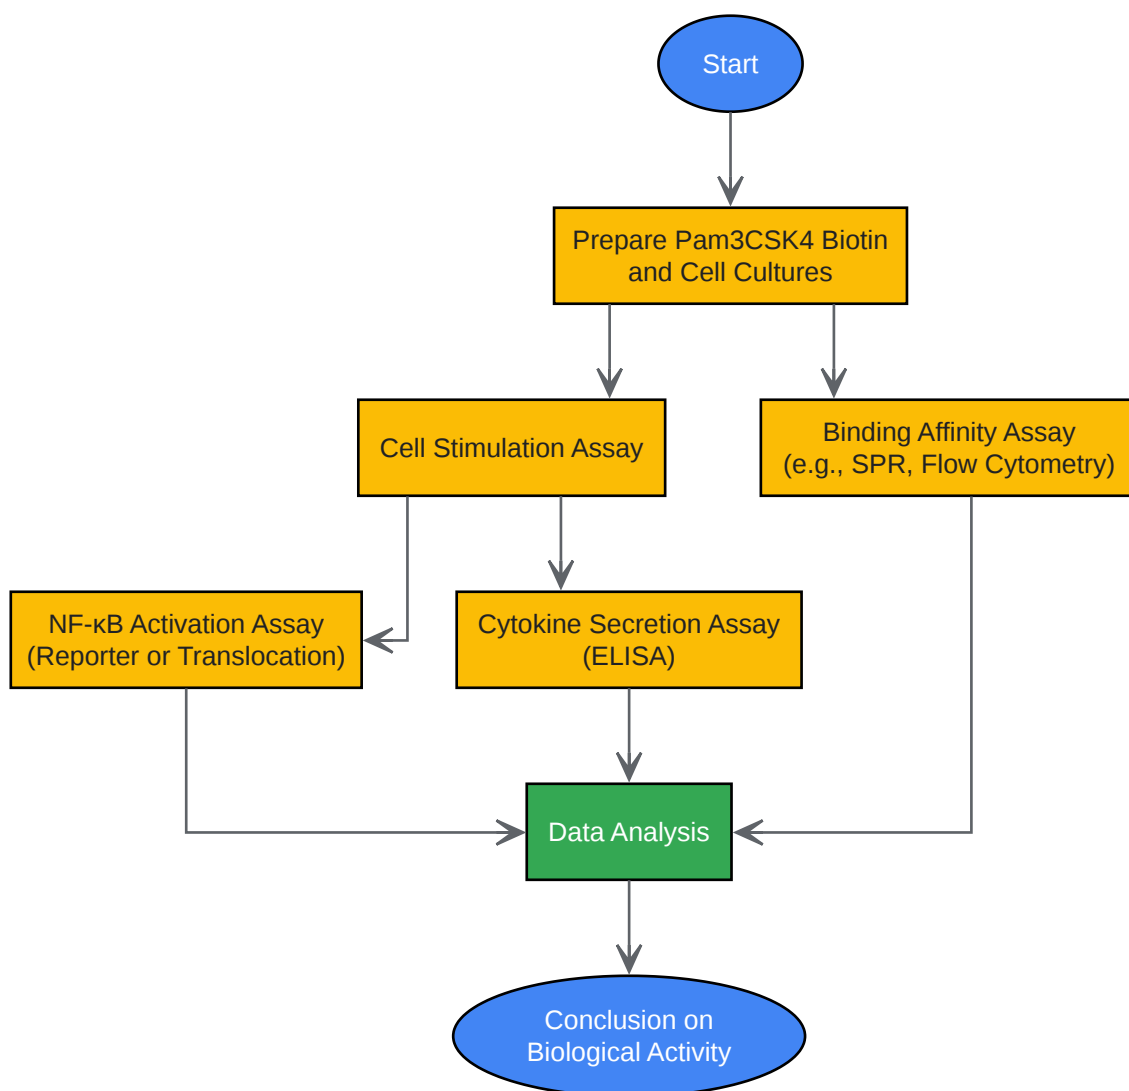 Start
Prepare Pam3CSK4 Biotin
and Cell Cultures
Cell Stimulation Assay
Binding Affinity Assay
(e.g., SPR, Flow Cytometry)
NF-κB Activation Assay
(Reporter or Translocation)
Cytokine Secretion Assay
(ELISA)
Data Analysis
Conclusion on
Biological Activity